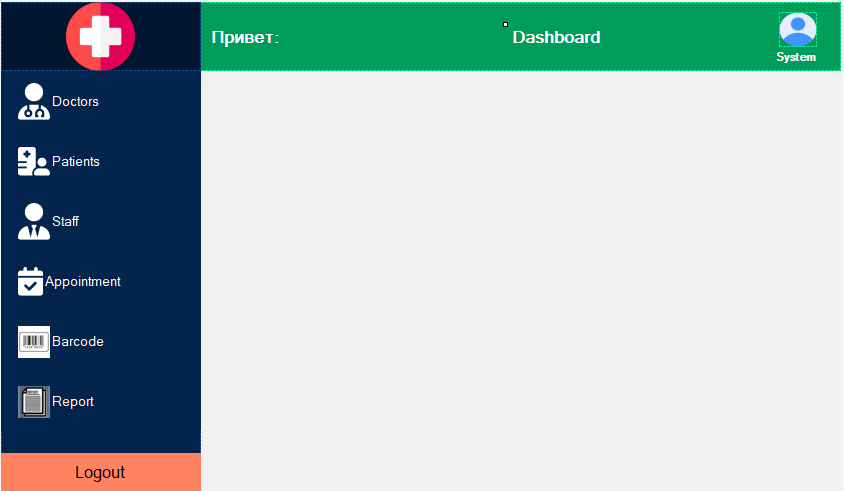 Привет:
Dashboard
System
Doctors
Patients
Staff
Appointment
Barcode
Report
Logout